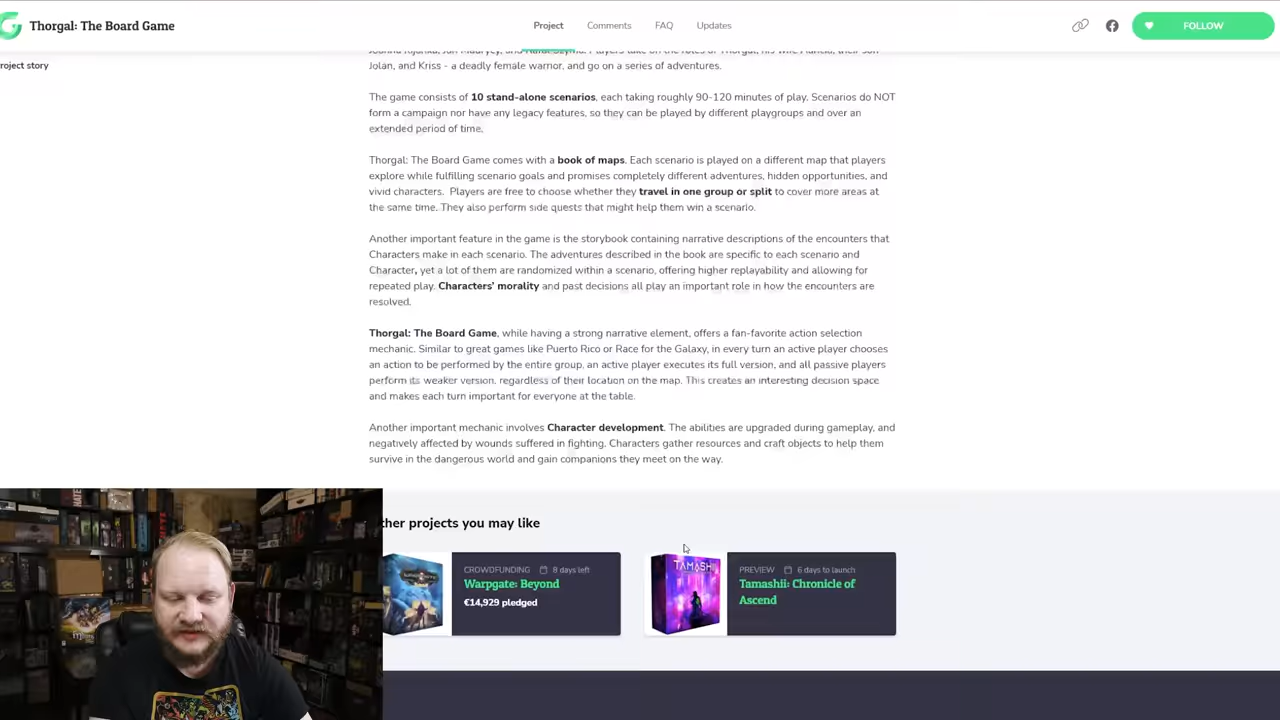 Thorgal: The Board Game
Project
Comments
FAQ
Updates
FOLLOW
roject story
Jolan, and Kriss - a deadly female warrior, and go on a series of adventures.
The game consists of 10 stand-alone scenarios, each taking roughly 90-120 minutes of play. Scenarios do NOT
form a campaign nor have any legacy features, so they can be played by different playgroups and over an
extended period of time.
Thorgal: The Board Game comes with a book of maps. Each scenario is played on a different map that players
explore while fulfilling scenario goals and promises completely different adventures, hidden opportunities, and
vivid characters. Players are free to choose whether they travel in one group or split to cover more areas at
the same time. They also perform side quests that might help them win a scenario.
Another important feature in the game is the storybook containing narrative descriptions of the encounters that
Characters make in each scenario. The adventures described in the book are specific to each scenario and
Character, yet a lot of them are randomized within a scenario, offering higher replayability and allowing for
repeated play. Characters' morality and past decisions all play an important role in how the encounters are
resolved.
Thorgal: The Board Game, while having a strong narrative element, offers a fan-favorite action selection
mechanic. Similar to great games like Puerto Rico or Race for the Galaxy, in every turn an active player chooses
an action to be performed by the entire group, an active player executes its full version, and all passive players
perform its weaker version, regardless of their location on the map. This creates an interesting decision space
and makes each turn important for everyone at the table.
Another important mechanic involves Character development. The abilities are upgraded during gameplay, and
negatively affected by wounds suffered in fighting. Characters gather resources and craft objects to help them
survive in the dangerous world and gain companions they meet on the way.
ther projects you may like
CROWDFUNDING 8 days left
Warpgate: Beyond
€14,929 pledged
TAMASHI
PREVIEW 6 days to launch
Tamashii: Chronicle of
Ascend